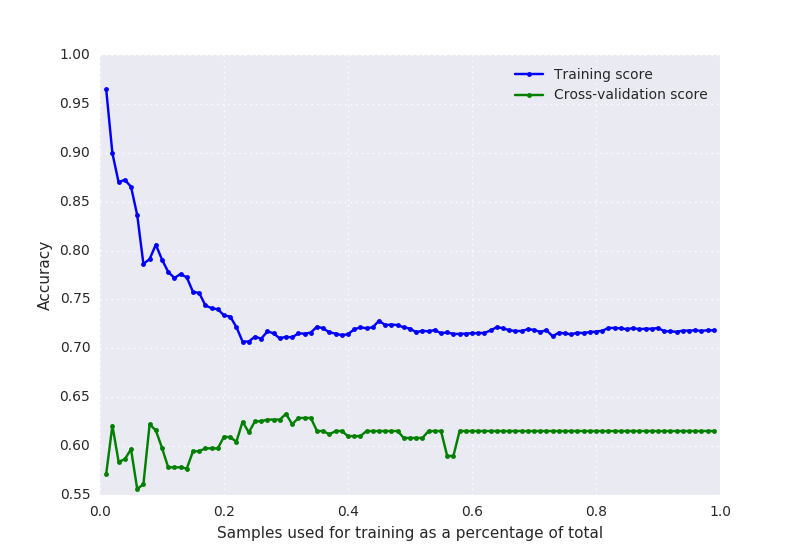 1.00
0.95
0.90
0.85
0.80
0.75
0.70
0.65
0.60
0.55
Accuracy
Training score
Cross-validation score
0.0 0.2 0.4 0.6 0.8 1.0
Samples used for training as a percentage of total